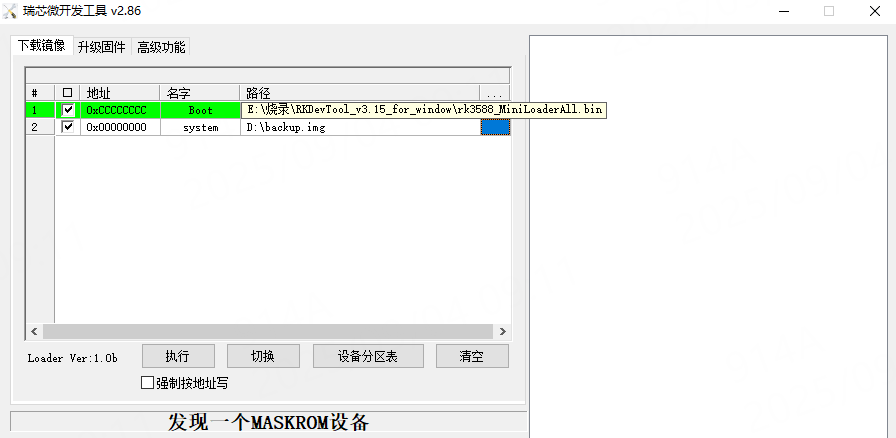 瑞芯微开发工具 v2.86
下载镜像 升级固件 高级功能
# 地址 名字 路径 ...
1 0xCCCCCCCC Boot E:\烧录\RKDevTool_v3.15_for_window\rk3588_MiniLoaderAll.bin
2 0x00000000 system D:\backup.img
Loader Ver:1.0b 执行 切换 设备分区表 清空
强制按地址写
发现一个MASKROM设备